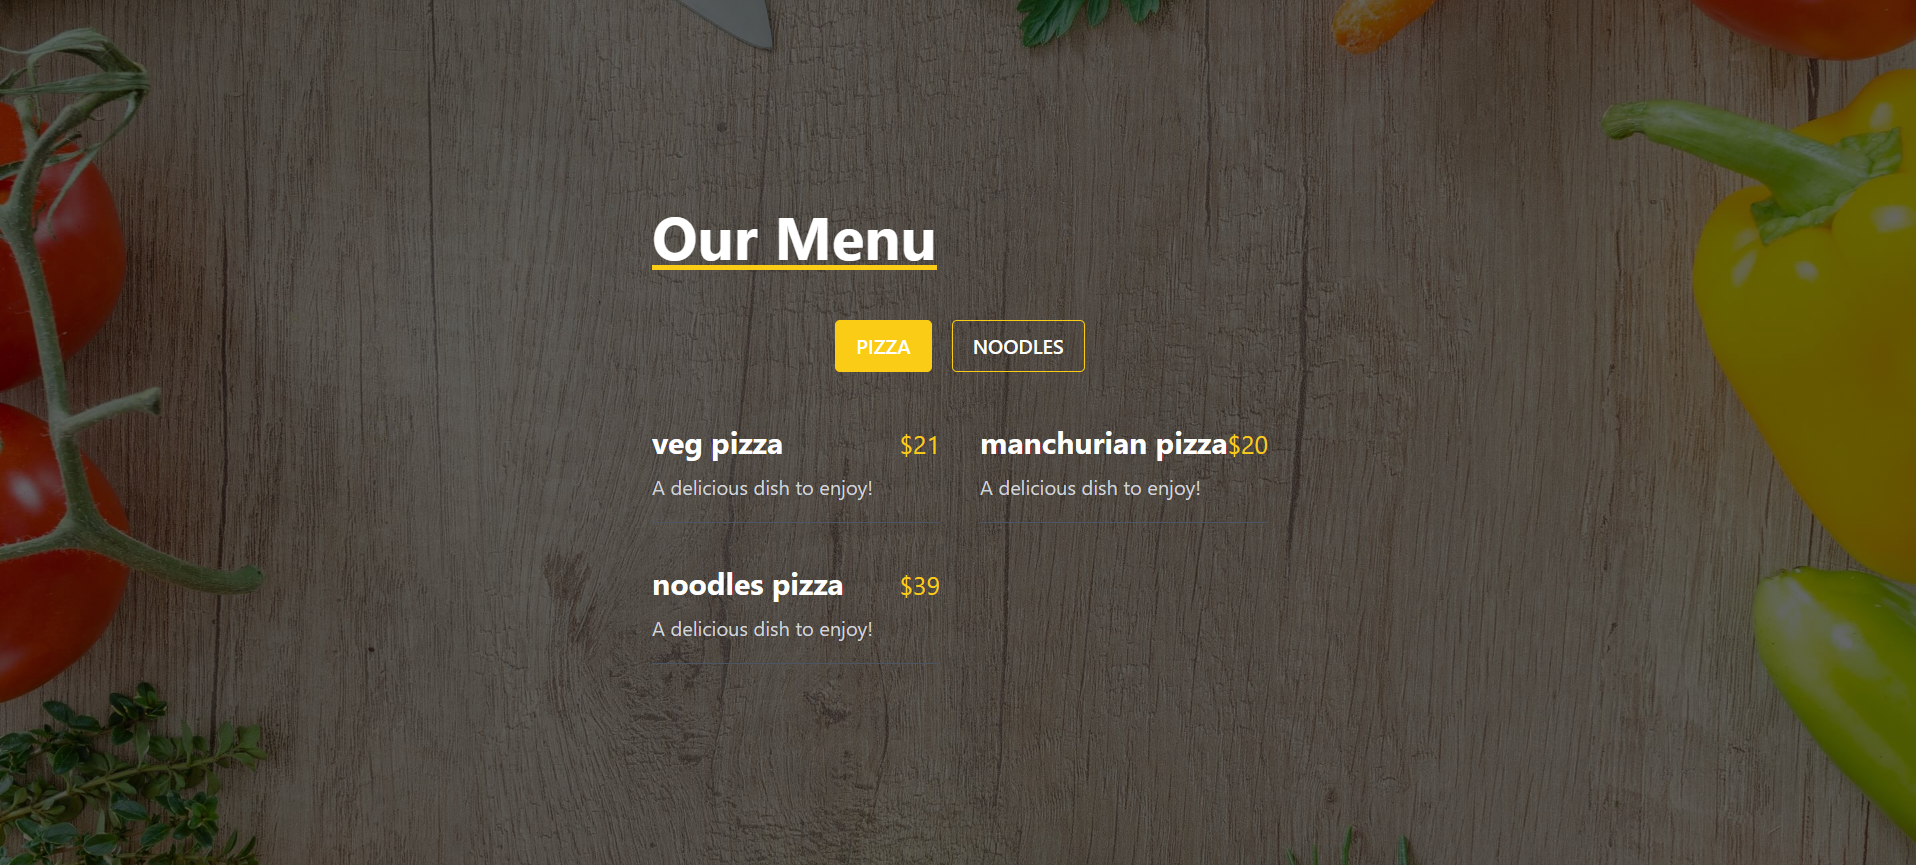 Our Menu
PIZZA NOODLES
veg pizza $21
A delicious dish to enjoy!
manchurian pizza $20
A delicious dish to enjoy!
noodles pizza $39
A delicious dish to enjoy!